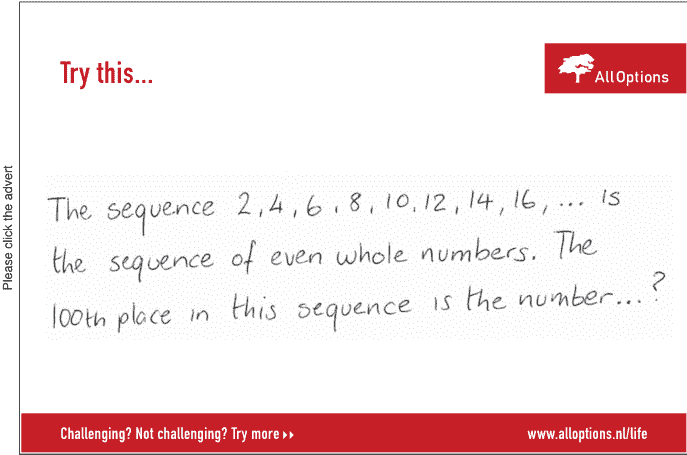 Try this...
AllOptions
Please click the advert
The sequence 2, 4, 6, 8, 10, 12, 14, 16, ... is
the sequence of even whole numbers. The
100th place in this sequence is the number...?
Challenging? Not challenging? Try more ▸▸
www.alloptions.nl/life